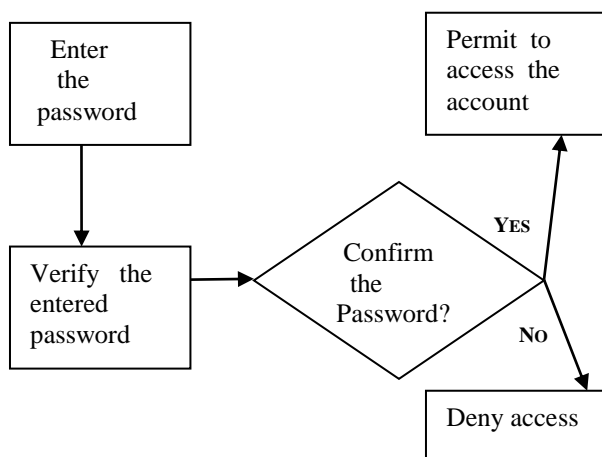 Enter
the
password
Verify the
entered
password
Confirm
the
Password?
YES
Permit to
access the
account
NO
Deny access